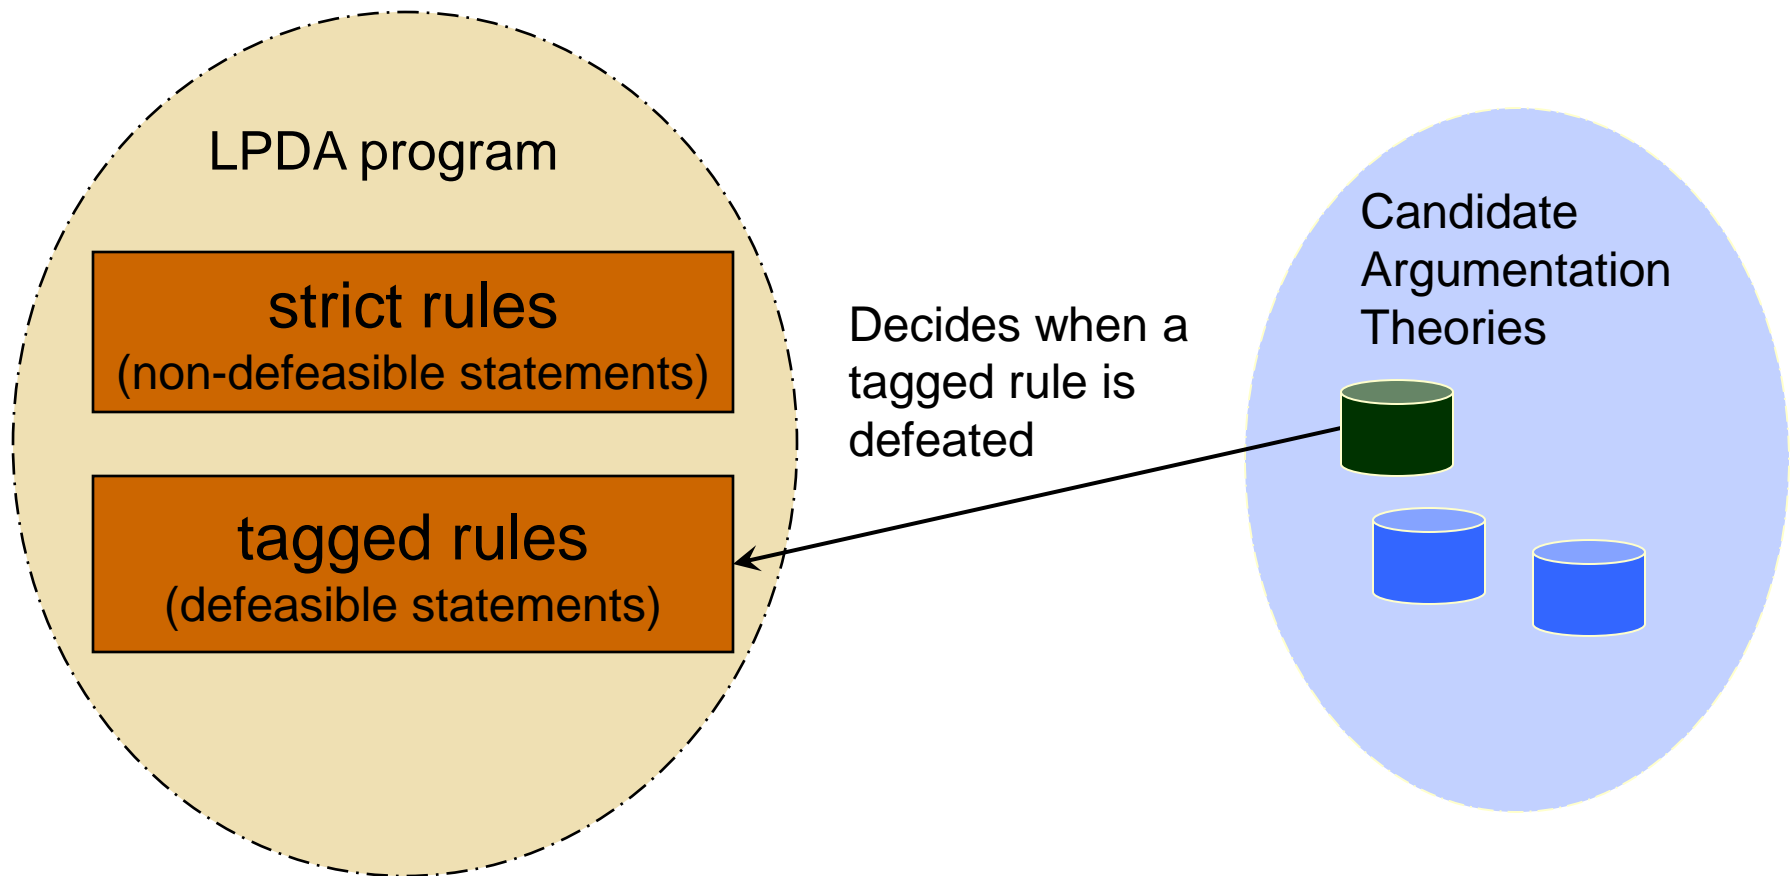 LPDA program
strict rules
(non-defeasible statements)
tagged rules
(defeasible statements)
Decides when a
tagged rule is
defeated
Candidate
Argumentation
Theories